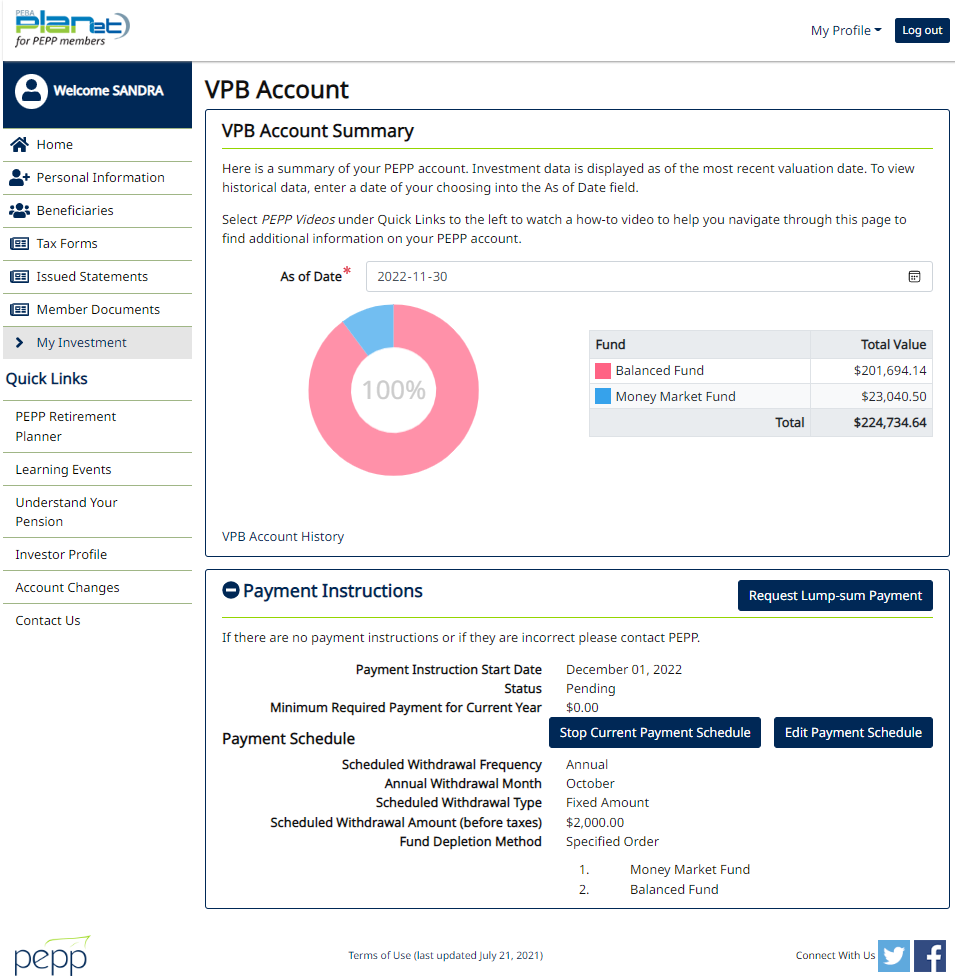 PEBA
planet
for PEPP members
My Profile
Log out
Welcome SANDRA
Home
Personal Information
Beneficiaries
Tax Forms
Issued Statements
Member Documents
My Investment
Quick Links
PEPP Retirement
Planner
Learning Events
Understand Your
Pension
Investor Profile
Account Changes
Contact Us
VPB Account
VPB Account Summary
Here is a summary of your PEPP account. Investment data is displayed as of the most recent valuation date. To view
historical data, enter a date of your choosing into the As of Date field.
Select PEPP Videos under Quick Links to the left to watch a how-to video to help you navigate through this page to
find additional information on your PEPP account.
As of Date* 2022-11-30
100%
Fund Total Value
Balanced Fund $201,694.14
Money Market Fund $23,040.50
Total $224,734.64
VPB Account History
Payment Instructions
Request Lump-sum Payment
If there are no payment instructions or if they are incorrect please contact PEPP.
Payment Instruction Start Date December 01, 2022
Status Pending
Minimum Required Payment for Current Year $0.00
Payment Schedule
Stop Current Payment Schedule
Edit Payment Schedule
Scheduled Withdrawal Frequency Annual
Annual Withdrawal Month October
Scheduled Withdrawal Type Fixed Amount
Scheduled Withdrawal Amount (before taxes) $2,000.00
Fund Depletion Method Specified Order
1. Money Market Fund
2. Balanced Fund
pepp
Terms of Use (last updated July 21, 2021)
Connect With Us